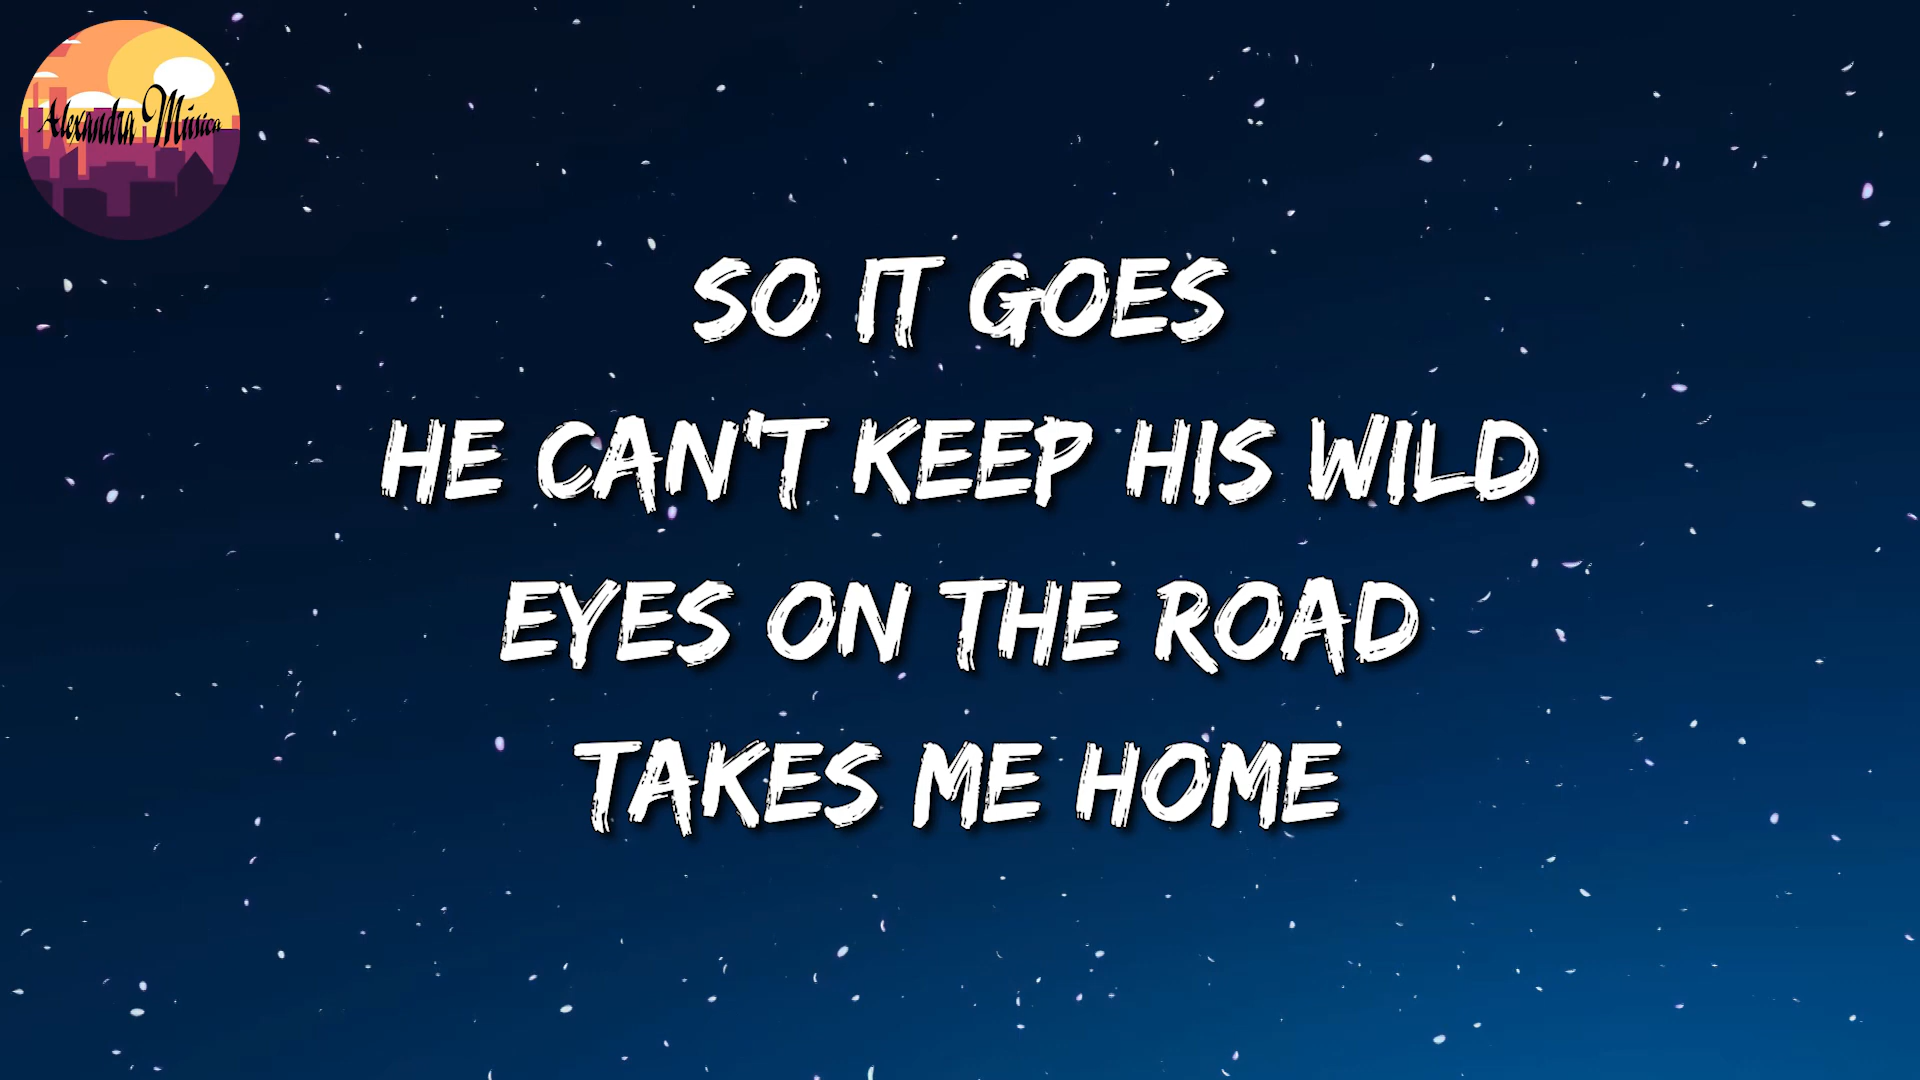 Alexandra Música
SO IT GOES
HE CAN'T KEEP HIS WILD
EYES ON THE ROAD
TAKES ME HOME